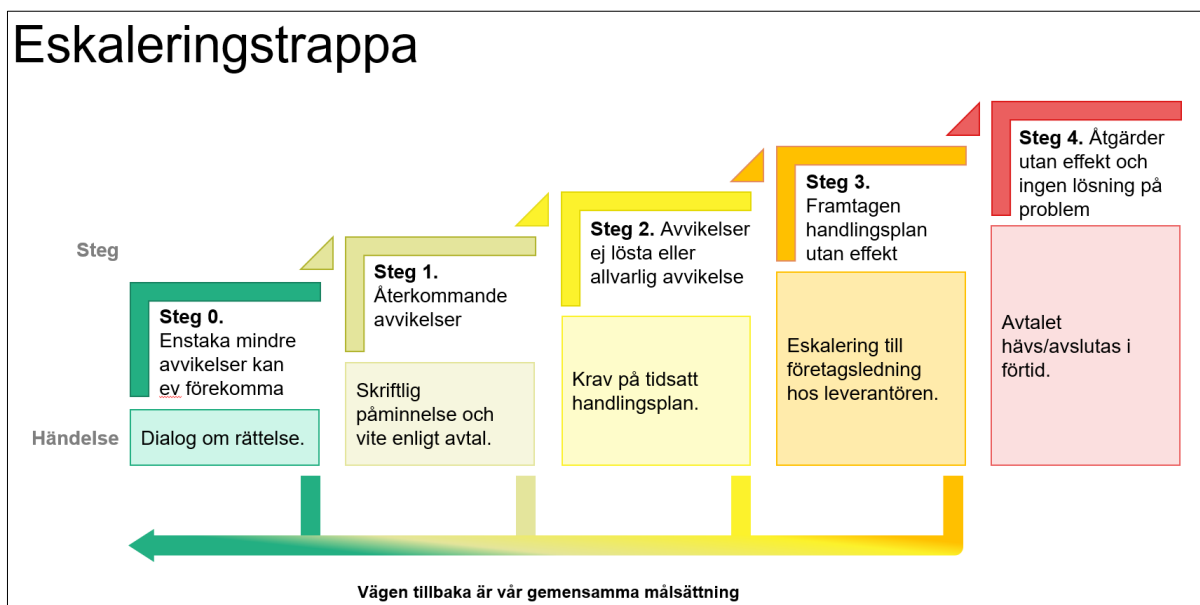 Eskaleringstrappa
Steg
Steg 0.
Enstaka mindre
avvikelser kan
ev förekomma
Steg 1.
Återkommande
avvikelser
Steg 2. Avvikelser
ej lösta eller
allvarlig avvikelse
Steg 3.
Framtagen
handlingsplan
utan effekt
Steg 4. Åtgärder
utan effekt och
ingen lösning på
problem
Händelse
Dialog om rättelse.
Skriftlig
påminnelse och
vite enligt avtal.
Krav på tidsatt
handlingsplan.
Eskalering till
företagsledning
hos leverantören.
Avtalet
hävs/avslutas i
förtid.
Vägen tillbaka är vår gemensamma målsättning